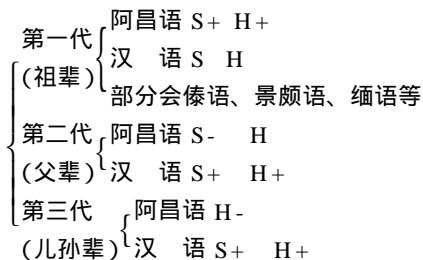 第一代 阿昌语 S+ H+
(祖辈) 汉 语 S H
部分会傣语、景颇语、缅语等
第二代 阿昌语 S- H
(父辈) 汉 语 S+ H+
第三代 阿昌语 H-
(儿孙辈) 汉 语 S+ H+